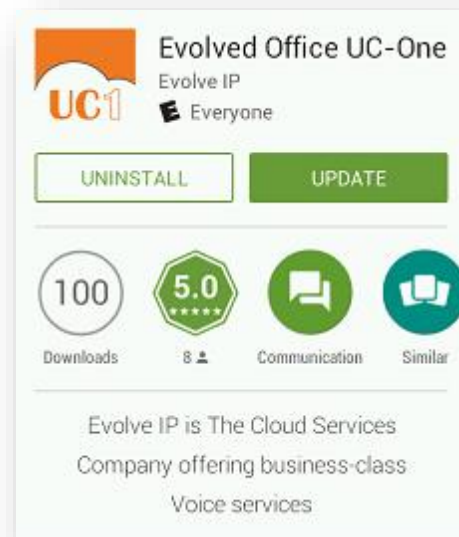 Evolved Office UC-One
Evolve IP
UC1
E Everyone
UNINSTALL
UPDATE
100
5.0
Downloads
8
Communication
Similar
Evolve IP is The Cloud Services
Company offering business-class
Voice services